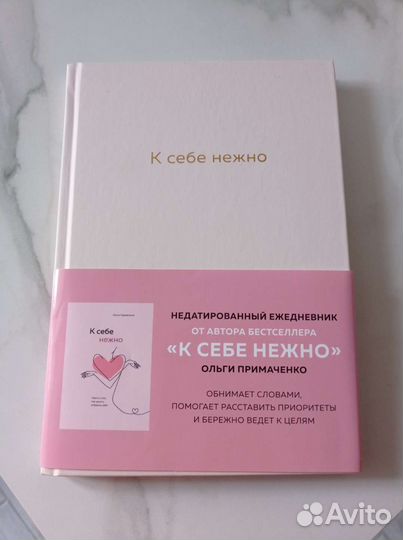 К себе нежно
НЕДАТИРОВАННЫЙ ЕЖЕДНЕВНИК
ОТ АВТОРА БЕСТСЕЛЛЕРА
«К СЕБЕ НЕЖНО»
ОЛЬГИ ПРИМАЧЕНКО
ОБНИМАЕТ СЛОВАМИ,
ПОМОГАЕТ РАССТАВИТЬ ПРИОРИТЕТЫ
И БЕРЕЖНО ВЕДЕТ К ЦЕЛЯМ
К себе
нежно
Avito